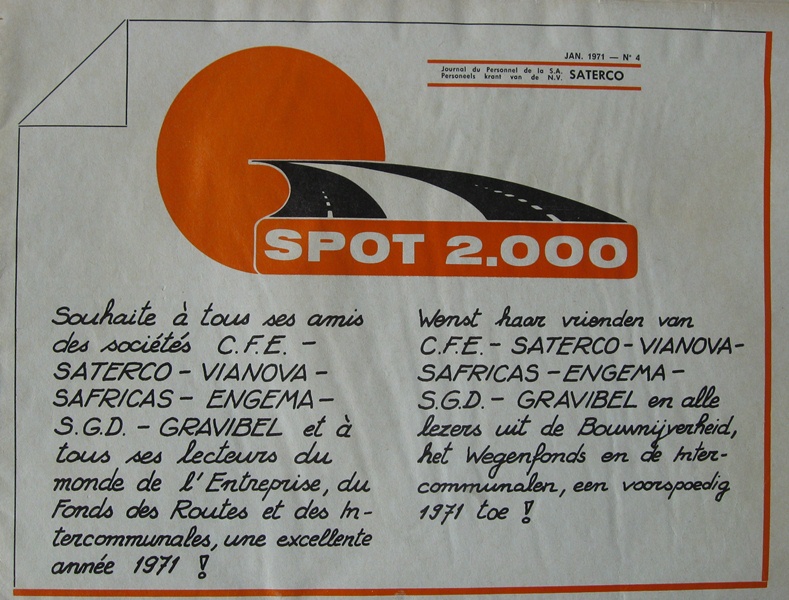 JAN. 1971 — N° 4
Journal du Personnel de la S.A.
Personeels krant van de N.V. SATERCO
SPOT 2.000
Souhaite à tous ses amis
des sociétés C.F.E. –
SATERCO – VIANOVA –
SAFRICAS – ENGEMA –
S.G.D. – GRAVIBEL et à
tous ses lecteurs du
monde de l'Entreprise, du
Fonds des Routes et des In-
tercommunales, une excellente
année 1971 !
Wenst haar vrienden van
C.F.E. – SATERCO – VIANOVA –
SAFRICAS – ENGEMA –
S.G.D. – GRAVIBEL en alle
lezers uit de Bouwnijverheid,
het Wegenfonds en de Inter-
communalen, een voorspoedig
1971 toe !